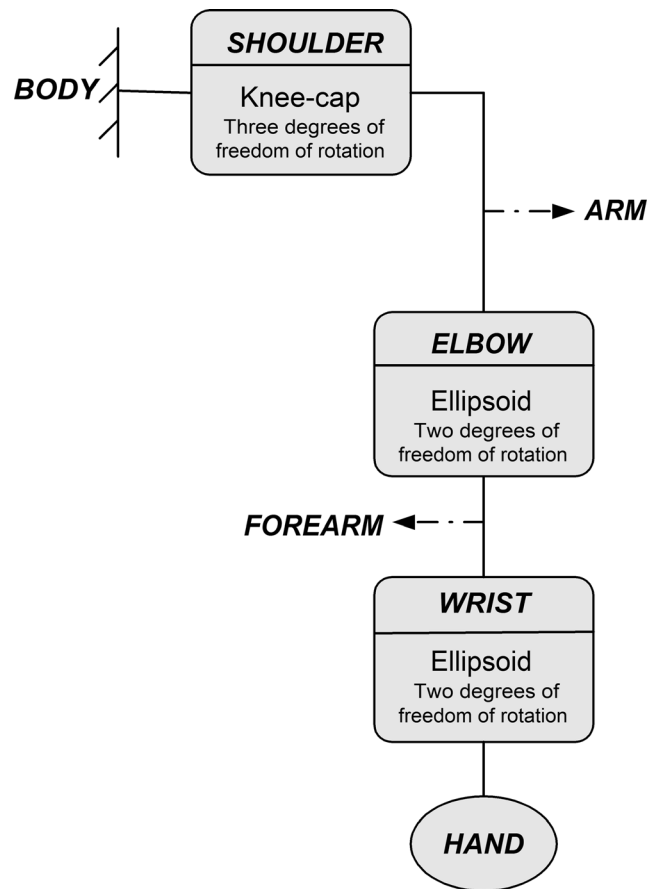 SHOULDER
BODY
Knee-cap
Three degrees of
freedom of rotation
ARM
ELBOW
Ellipsoid
Two degrees of
freedom of rotation
FOREARM
WRIST
Ellipsoid
Two degrees of
freedom of rotation
HAND